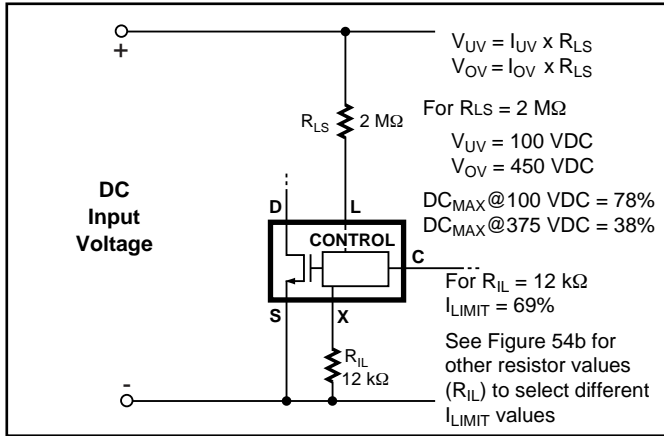 +
V_UV = I_UV x R_LS
V_OV = I_OV x R_LS
R_LS
2 MΩ
For R_LS = 2 MΩ
V_UV = 100 VDC
V_OV = 450 VDC
DC_MAX@100 VDC = 78%
DC_MAX@375 VDC = 38%
DC
Input
Voltage
D
L
CONTROL
C
S
X
For R_IL = 12 kΩ
I_LIMIT = 69%
R_IL
12 kΩ
See Figure 54b for
other resistor values
(R_IL) to select different
I_LIMIT values
-